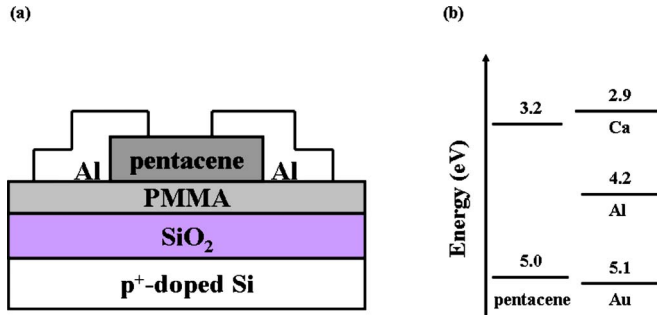 (a)
Al pentacene Al
PMMA
SiO₂
p⁺-doped Si
(b)
Energy (eV)
3.2
2.9
Ca
4.2
Al
5.0
5.1
pentacene
Au